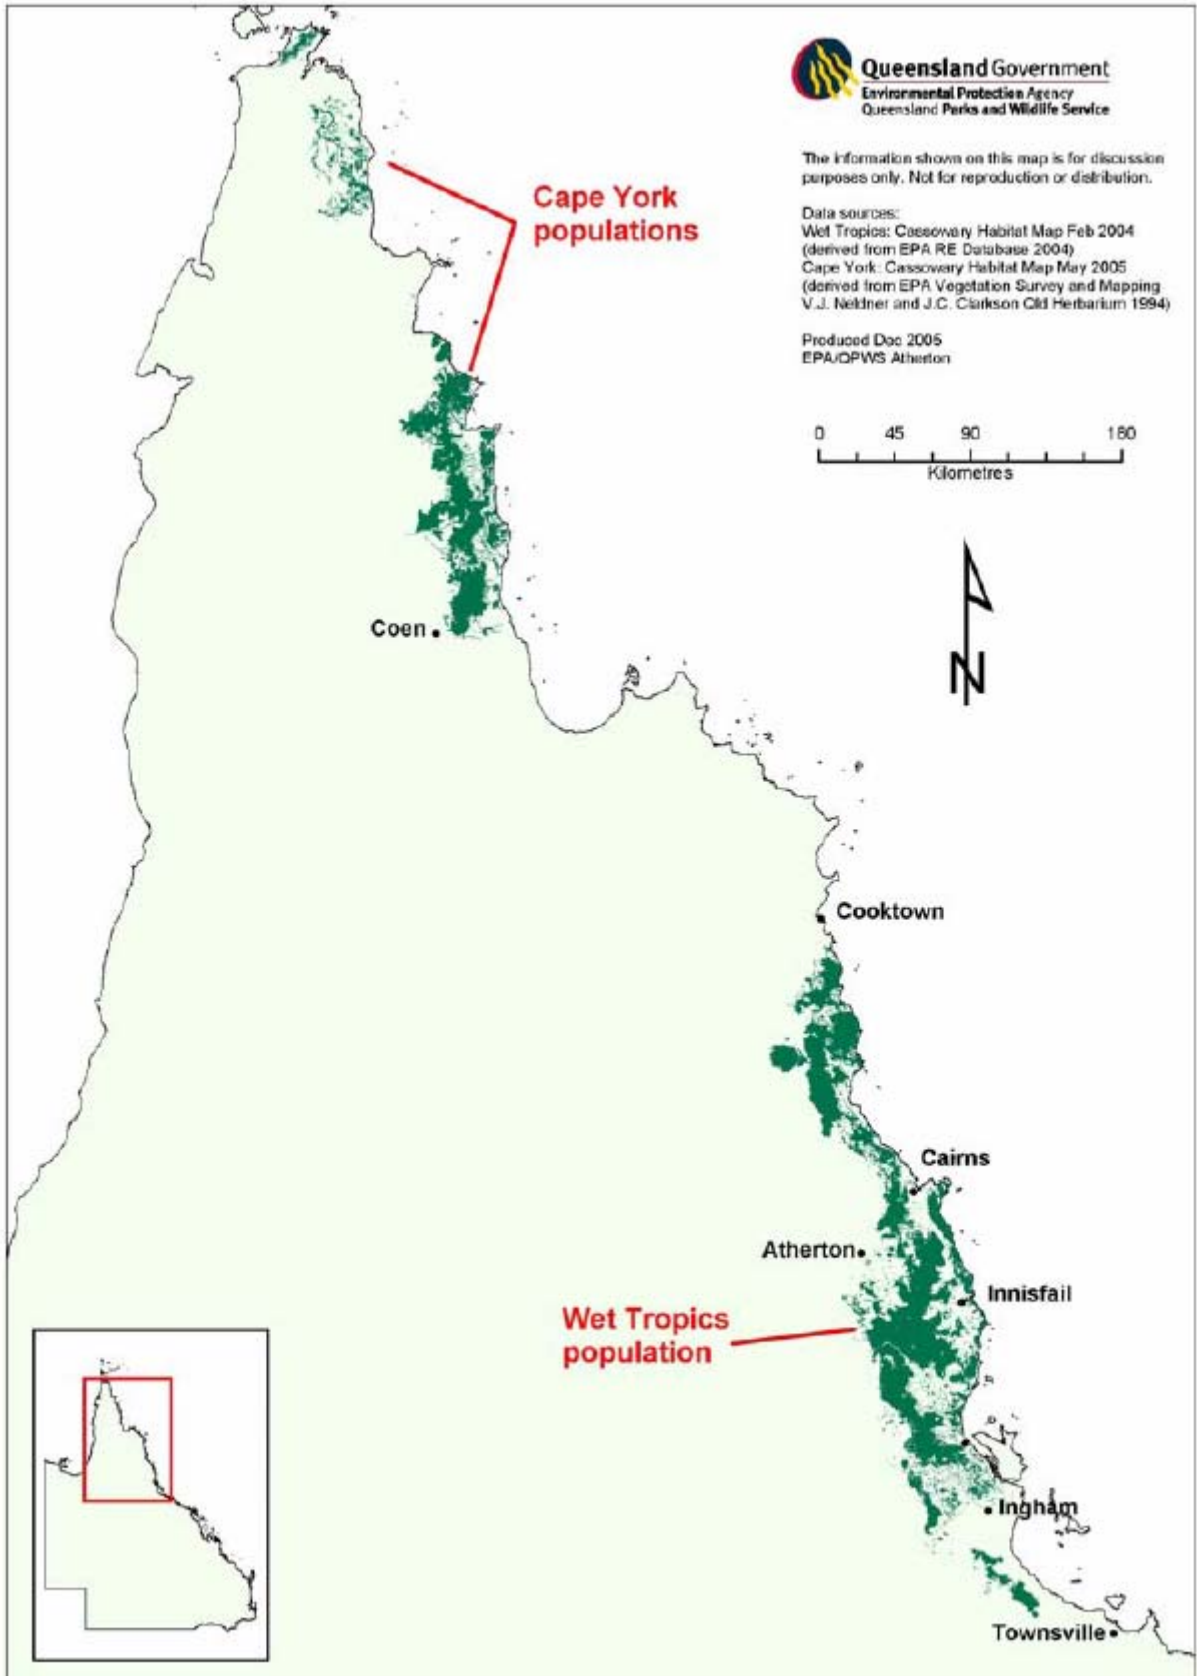 Queensland Government
Environmental Protection Agency
Queensland Parks and Wildlife Service
The information shown on this map is for discussion
purposes only. Not for reproduction or distribution.
Data sources:
Wet Tropics: Cassowary Habitat Map Feb 2004
(derived from EPA RE Database 2004)
Cape York: Cassowary Habitat Map May 2005
(derived from EPA Vegetation Survey and Mapping
V.J. Neldner and J.C. Clarkson Qld Herbarium 1994)
Produced Dec 2005
EPA/QPWS Atherton
0 45 90 180
Kilometres
N
Cape York
populations
Coen
Cooktown
Cairns
Atherton
Innisfail
Wet Tropics
population
Ingham
Townsville